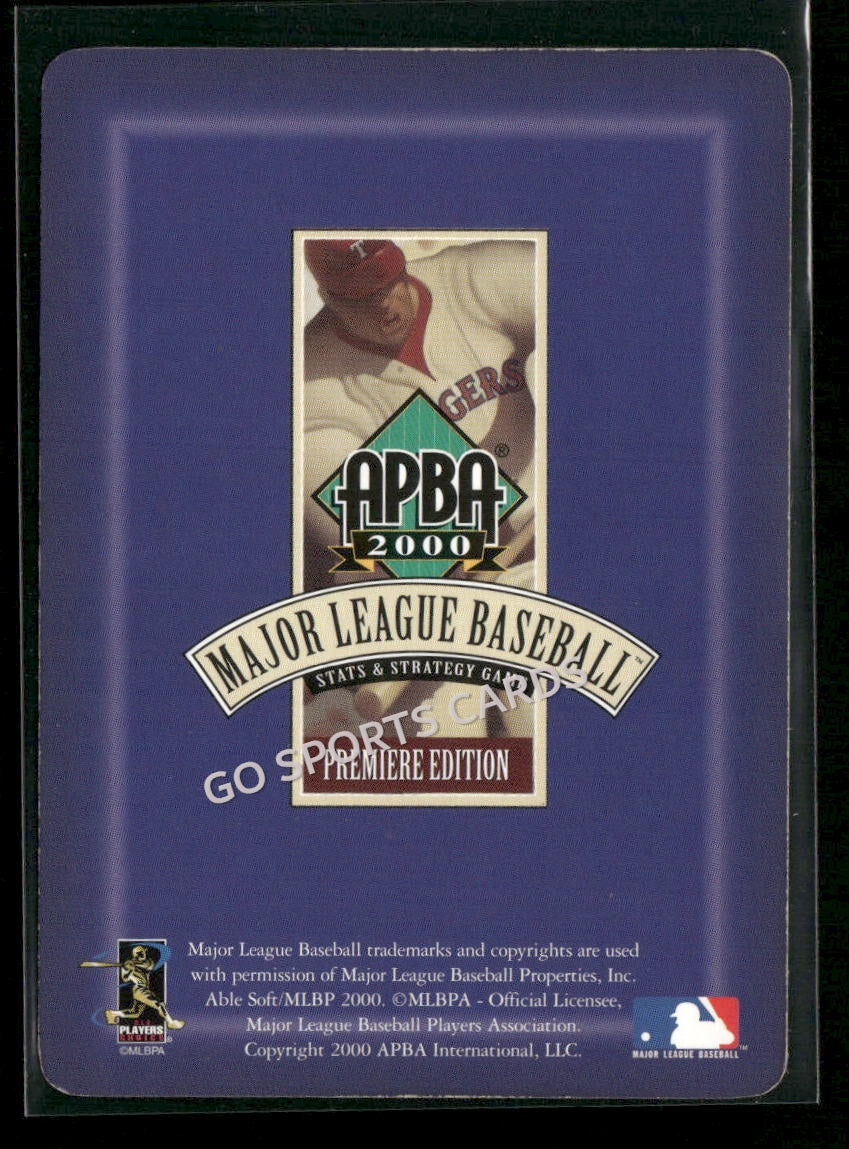 T
GERS
APBA®
2000
MAJOR LEAGUE BASEBALL™
STATS & STRATEGY GAME
GO SPORTS CARDS
PREMIERE EDITION
Major League Baseball trademarks and copyrights are used
with permission of Major League Baseball Properties, Inc.
Able Soft/MLBP 2000. ©MLBPA - Official Licensee,
Major League Baseball Players Association.
Copyright 2000 APBA International, LLC.
PLAYERS
CHOICE®
©MLBPA
MAJOR LEAGUE BASEBALL™